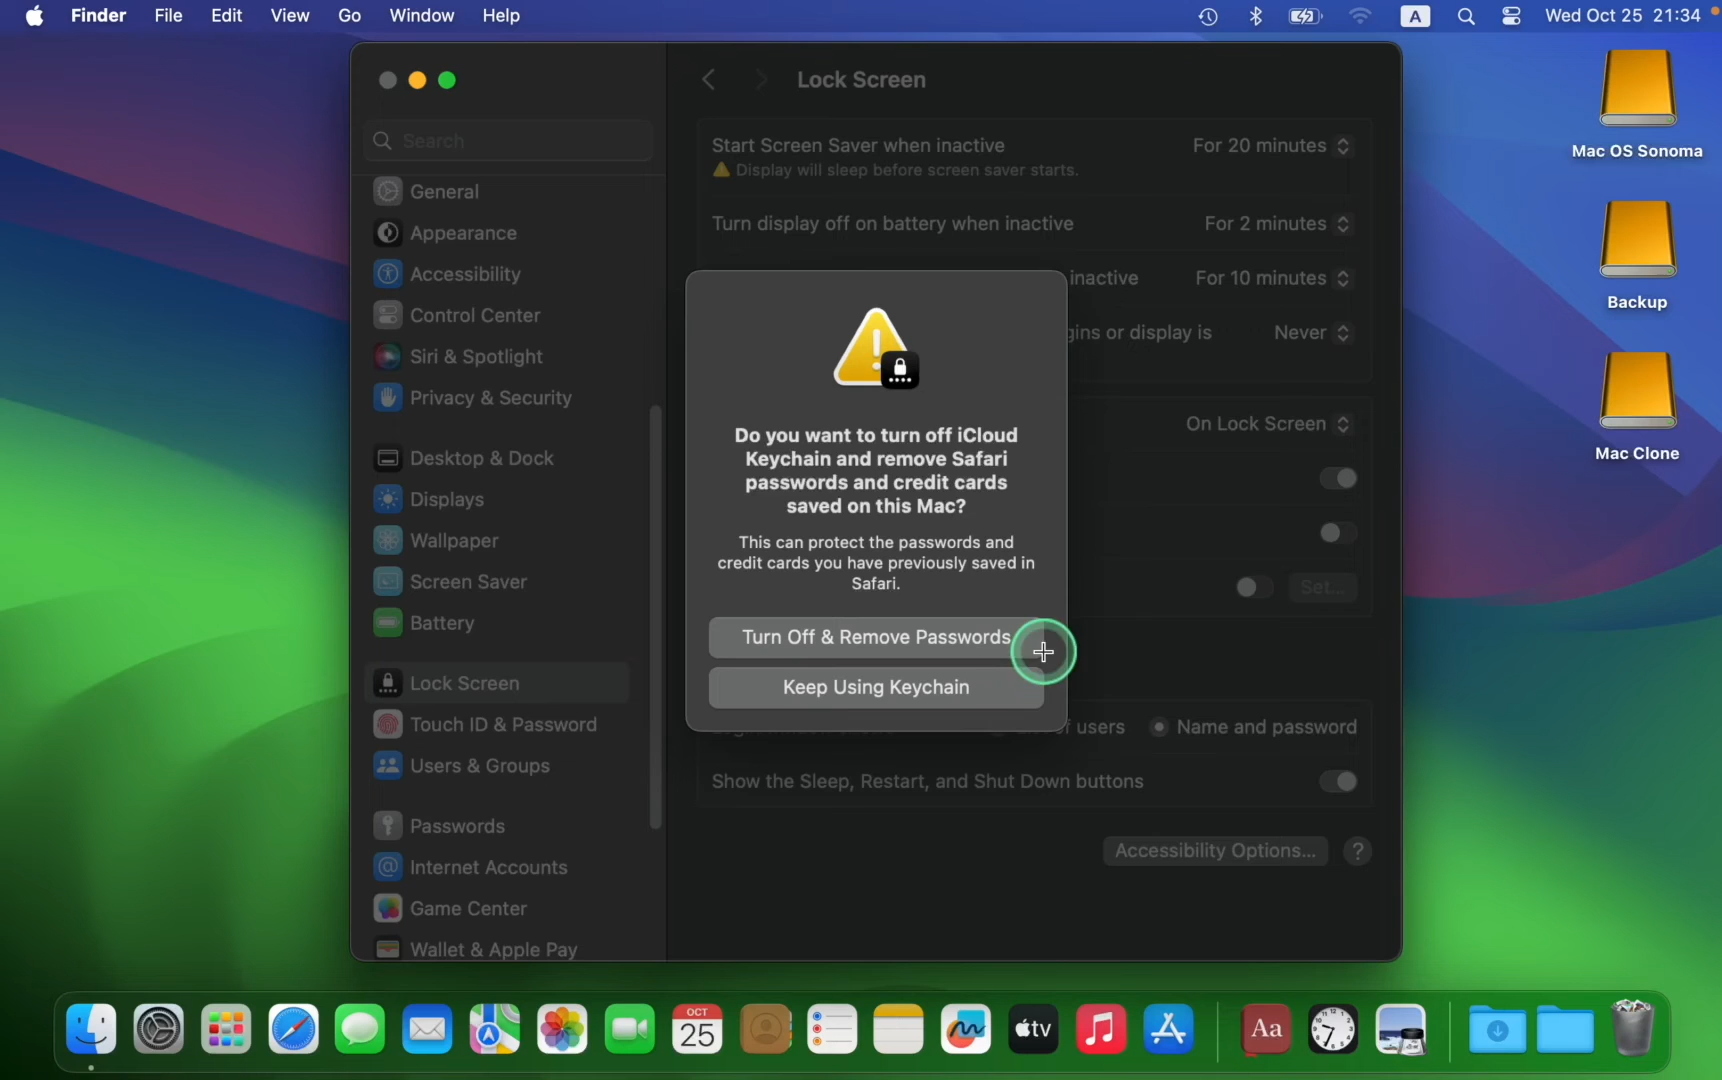 Finder File Edit View Go Window Help
A
Wed Oct 25 21:34
Search
General
Appearance
Accessibility
Control Center
Siri & Spotlight
Privacy & Security
Desktop & Dock
Displays
Wallpaper
Screen Saver
Battery
Lock Screen
Touch ID & Password
Users & Groups
Passwords
Internet Accounts
Game Center
Wallet & Apple Pay
Lock Screen
Start Screen Saver when inactive For 20 minutes
Display will sleep before screen saver starts.
Turn display off on battery when inactive For 2 minutes
inactive For 10 minutes
gins or display is Never
On Lock Screen
Set...
users Name and password
Show the Sleep, Restart, and Shut Down buttons
Accessibility Options... ?
Do you want to turn off iCloud
Keychain and remove Safari
passwords and credit cards
saved on this Mac?
This can protect the passwords and
credit cards you have previously saved in
Safari.
Turn Off & Remove Passwords
Keep Using Keychain
Mac OS Sonoma
Backup
Mac Clone
OCT
25
tv
Aa